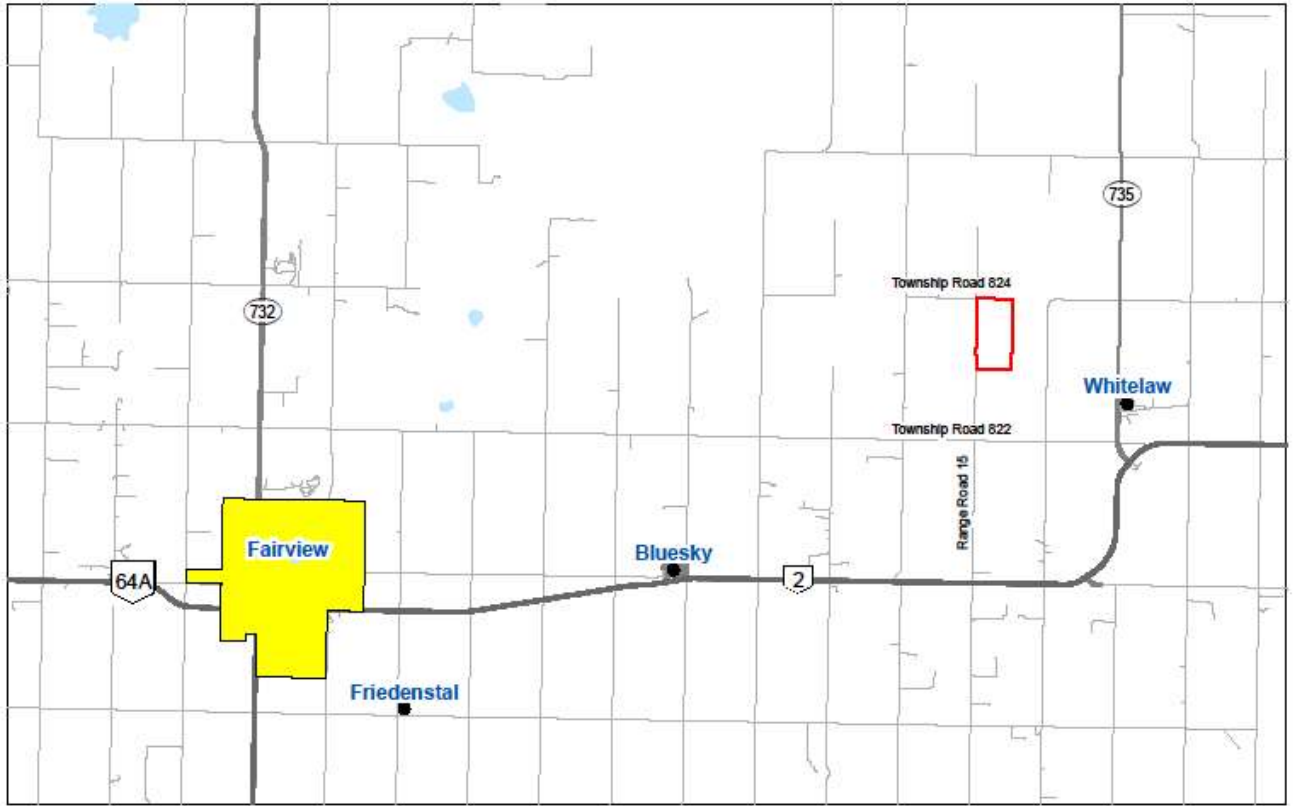 735
Township Road 824
732
Whitelaw
Township Road 822
Range Road 15
Fairview
Bluesky
64A
2
Friedenstal